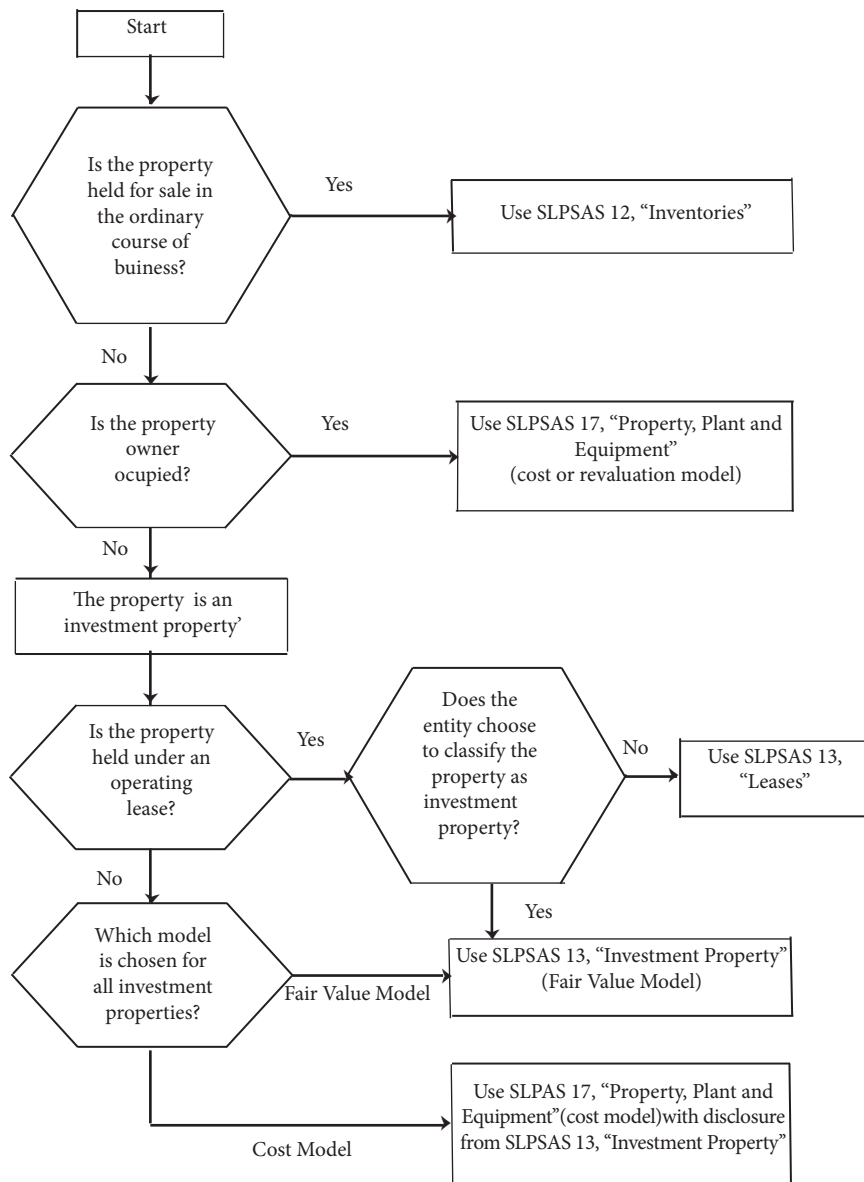 Start
Is the property
held for sale in
the ordinary
course of
buiness?
Yes
Use SLPSAS 12, “Inventories”
No
Is the property
owner
ocupied?
Yes
Use SLPSAS 17, “Property, Plant and
Equipment”
(cost or revaluation model)
No
The property is an
investment property’
Is the property
held under an
operating
lease?
Yes
Does the
entity choose
to classify the
property as
investment
property?
No
Use SLPSAS 13,
“Leases”
No
Yes
Which model
is chosen for
all investment
properties?
Fair Value Model
Use SLPSAS 13, “Investment Property”
(Fair Value Model)
Cost Model
Use SLPAS 17, “Property, Plant and
Equipment”(cost model)with disclosure
from SLPSAS 13, “Investment Property”